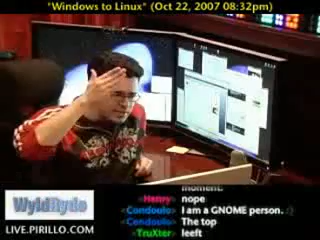 *Windows to Linux* (Oct 22, 2007 08:32pm)
WyldRyde
LIVE.PIRILLO.COM
moment.
<Henry> nope
<Condoulo> I am a GNOME person. :)
<Condoulo> The top
<TruXter> leeft